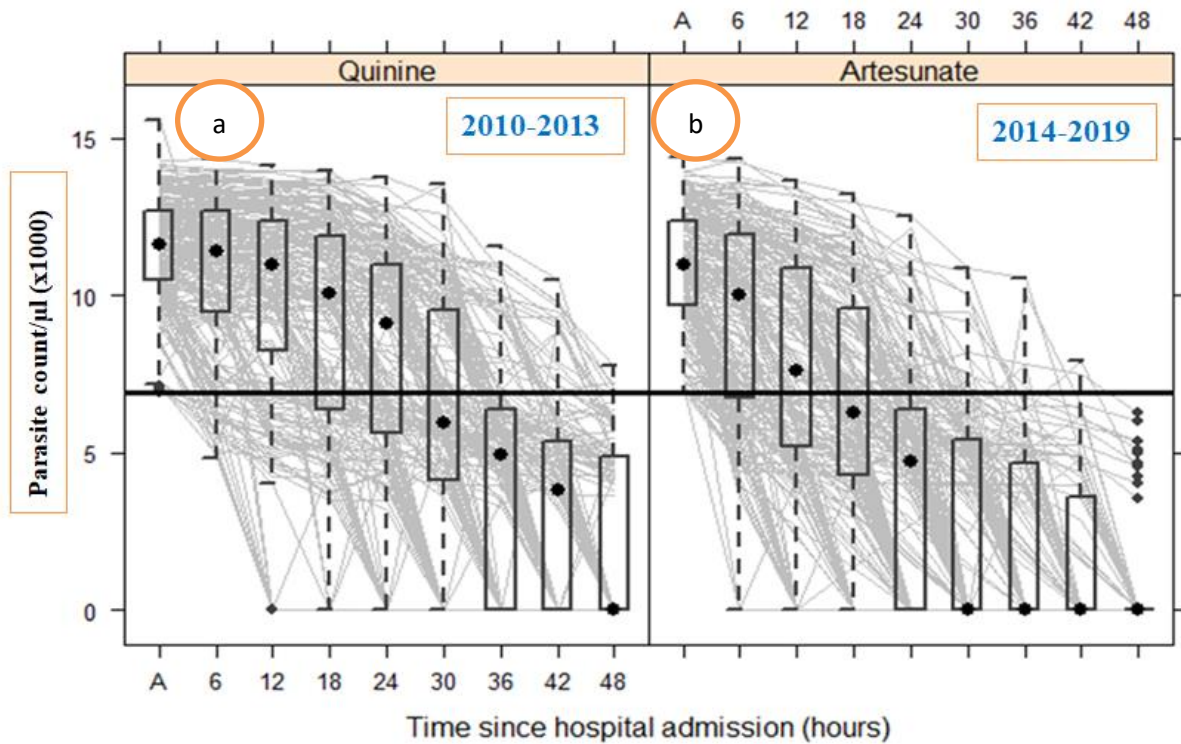 A 6 12 18 24 30 36 42 48
Quinine Artesunate
a b
2010-2013 2014-2019
15
10
5
0
Parasite count/µl (x1000)
A 6 12 18 24 30 36 42 48
Time since hospital admission (hours)